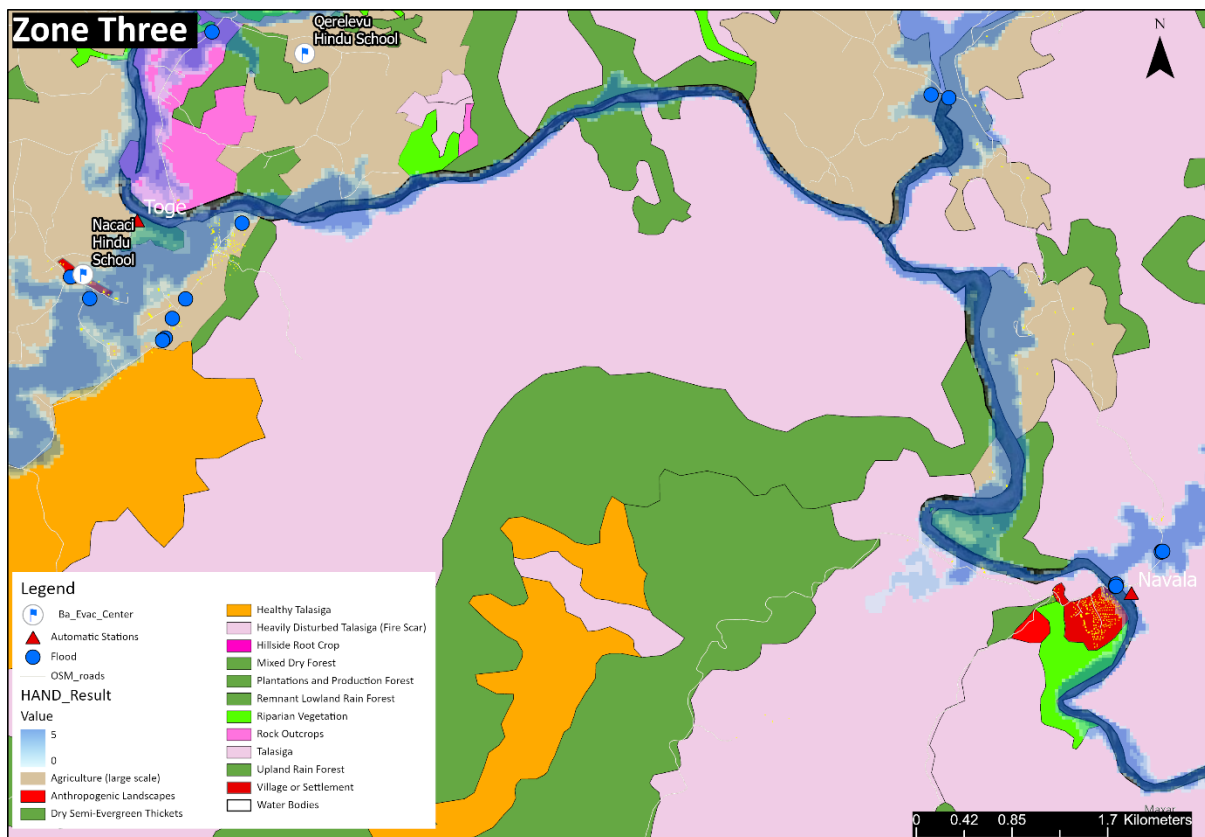 Zone Three
Qerelevu
Hindu School
N
Toge
Nacaci
Hindu
School
Navala
Legend
Ba_Evac_Center
Automatic Stations
Flood
OSM_roads
HAND_Result
Value
5
0
Agriculture (large scale)
Anthropogenic Landscapes
Dry Semi-Evergreen Thickets
Healthy Talasiga
Heavily Disturbed Talasiga (Fire Scar)
Hillside Root Crop
Mixed Dry Forest
Plantations and Production Forest
Remnant Lowland Rain Forest
Riparian Vegetation
Rock Outcrops
Talasiga
Upland Rain Forest
Village or Settlement
Water Bodies
Maxar
0 0.42 0.85 1.7 Kilometers